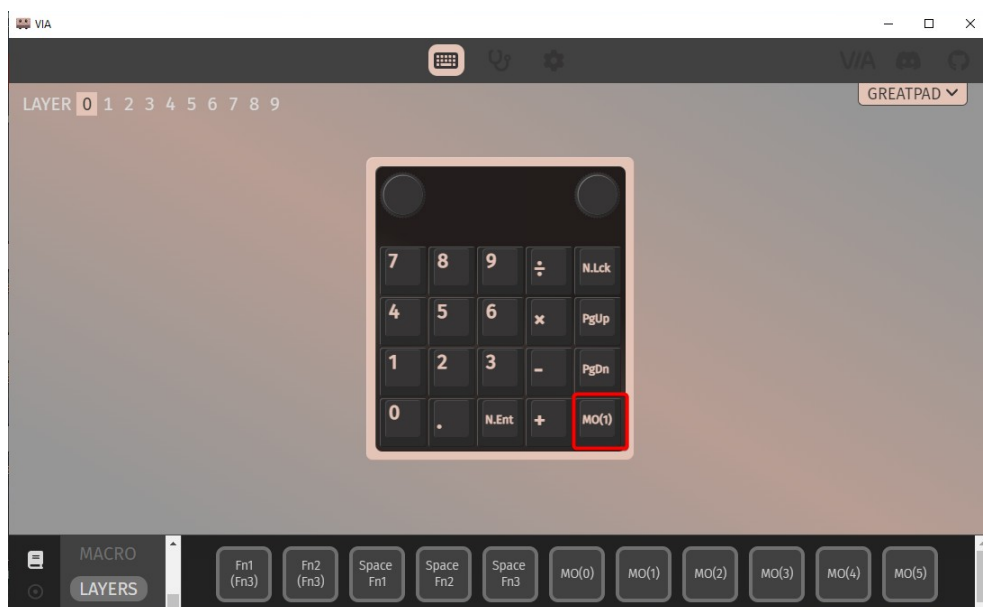 VIA
VIA
LAYER 0 1 2 3 4 5 6 7 8 9
GREATPAD
7 8 9 ÷ N.Lck
4 5 6 × PgUp
1 2 3 - PgDn
0 . N.Ent + MO(1)
MACRO
LAYERS
Fn1
(Fn3)
Fn2
(Fn3)
Space
Fn1
Space
Fn2
Space
Fn3
MO(0)
MO(1)
MO(2)
MO(3)
MO(4)
MO(5)